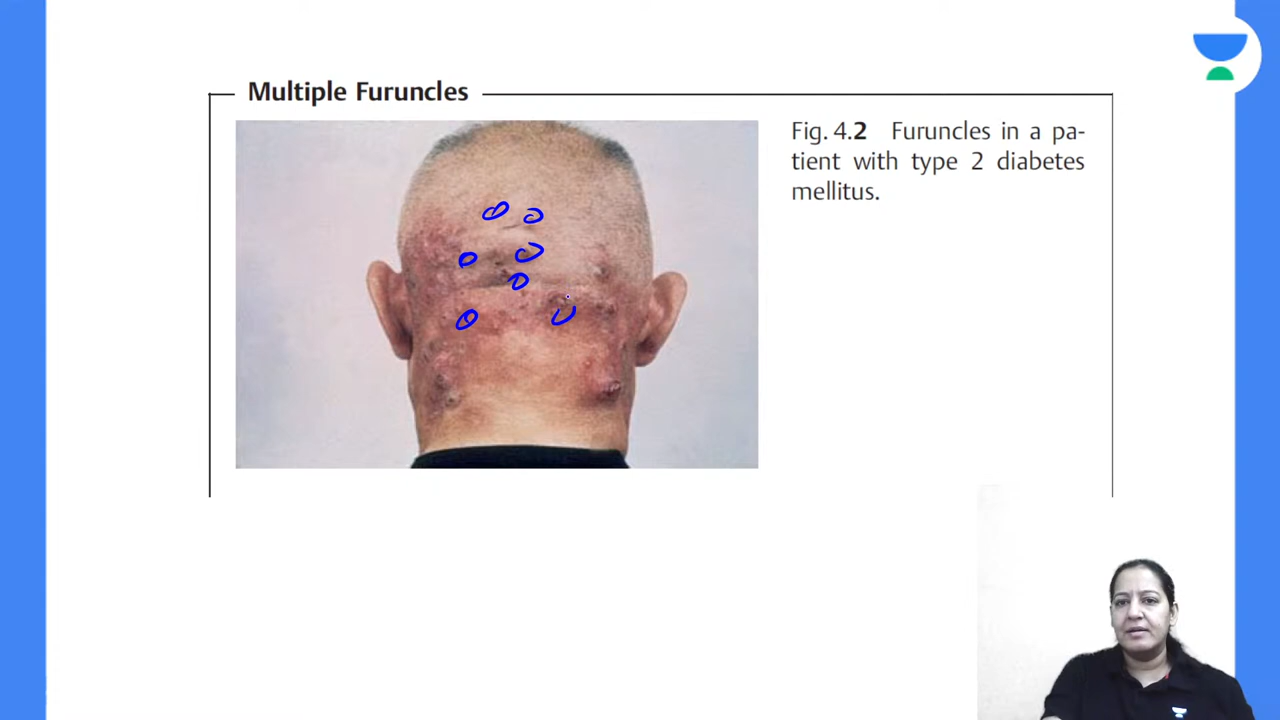 Multiple Furuncles
Fig. 4.2 Furuncles in a pa-
tient with type 2 diabetes
mellitus.